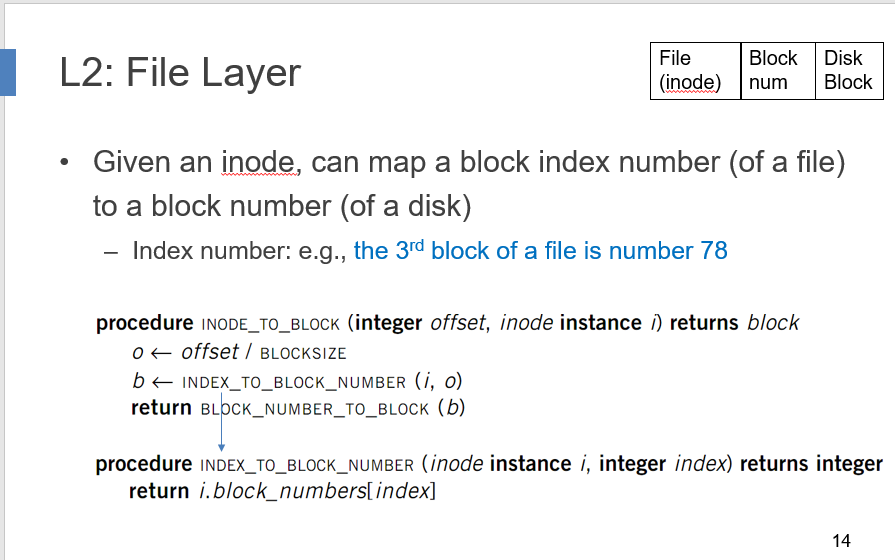 L2: File Layer
File (inode) Block num Disk Block
• Given an inode, can map a block index number (of a file)
to a block number (of a disk)
– Index number: e.g., the 3rd block of a file is number 78
procedure INODE_TO_BLOCK (integer offset, inode instance i) returns block
o ← offset / BLOCKSIZE
b ← INDEX_TO_BLOCK_NUMBER (i, o)
return BLOCK_NUMBER_TO_BLOCK (b)
procedure INDEX_TO_BLOCK_NUMBER (inode instance i, integer index) returns integer
return i.block_numbers[index]
14